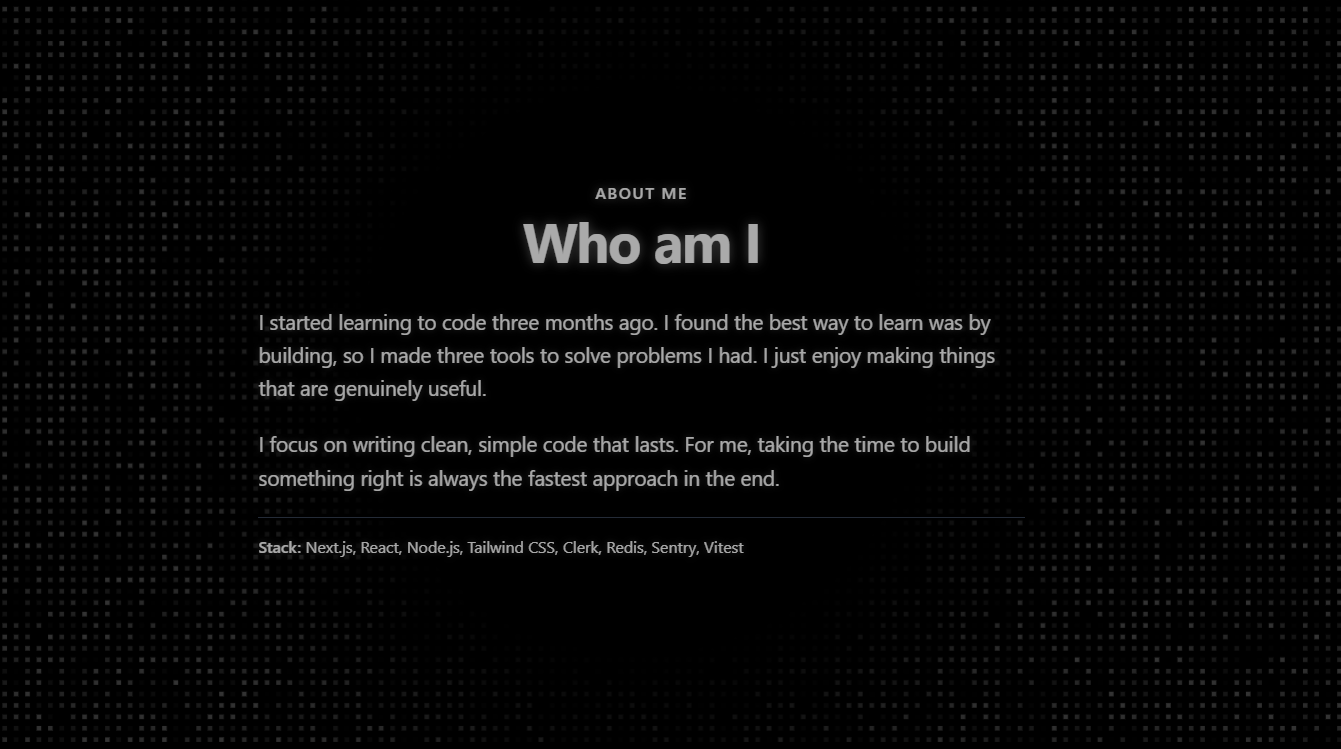 ABOUT ME
Who am I
I started learning to code three months ago. I found the best way to learn was by
building, so I made three tools to solve problems I had. I just enjoy making things
that are genuinely useful.
I focus on writing clean, simple code that lasts. For me, taking the time to build
something right is always the fastest approach in the end.
Stack: Next.js, React, Node.js, Tailwind CSS, Clerk, Redis, Sentry, Vitest